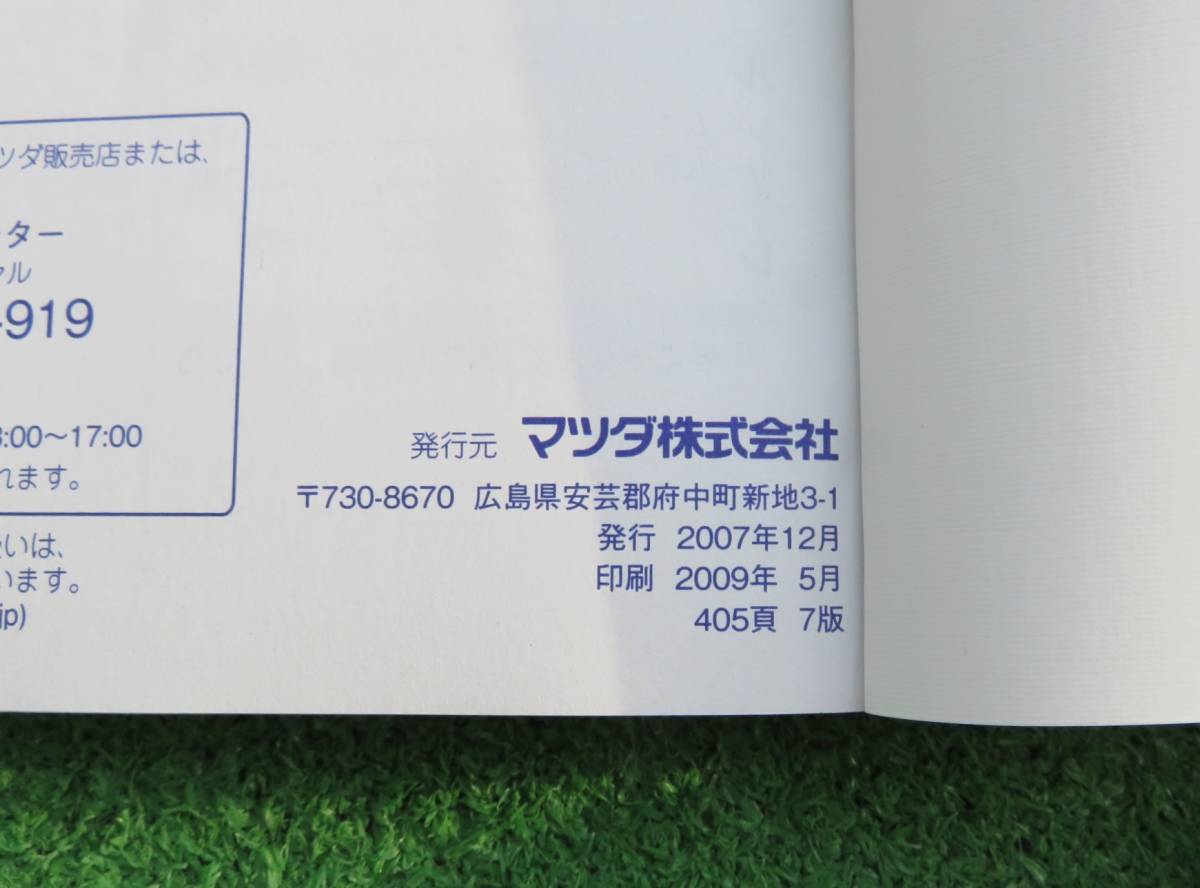 ツダ販売店または、
ター
ル
-919
:00〜17:00
れます。
発行元 マツダ株式会社
〒730-8670 広島県安芸郡府中町新地3-1
発行 2007年12月
印刷 2009年 5月
405頁 7版
いは、
います。
jp)